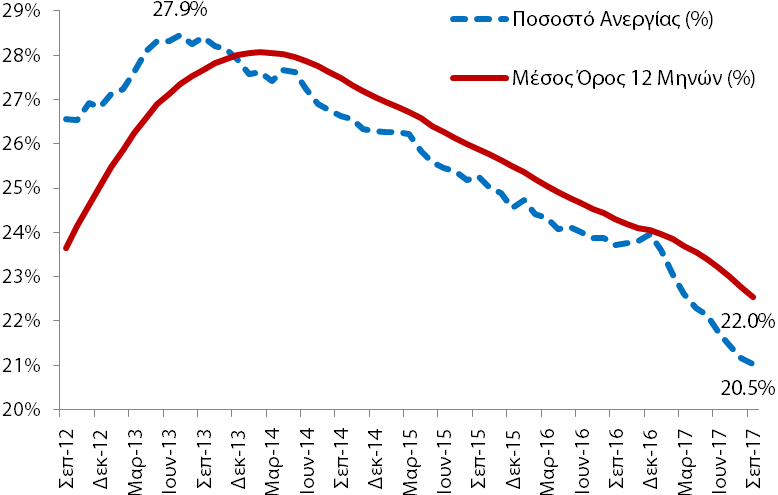 27.9%
Ποσοστό Ανεργίας (%)
Μέσος Όρος 12 Μηνών (%)
29%
28%
27%
26%
25%
24%
23%
22%
21%
20%
22.0%
20.5%
Σεπ-12
Δεκ-12
Μαρ-13
Ιουν-13
Σεπ-13
Δεκ-13
Μαρ-14
Ιουν-14
Σεπ-14
Δεκ-14
Μαρ-15
Ιουν-15
Σεπ-15
Δεκ-15
Μαρ-16
Ιουν-16
Σεπ-16
Δεκ-16
Μαρ-17
Ιουν-17
Σεπ-17